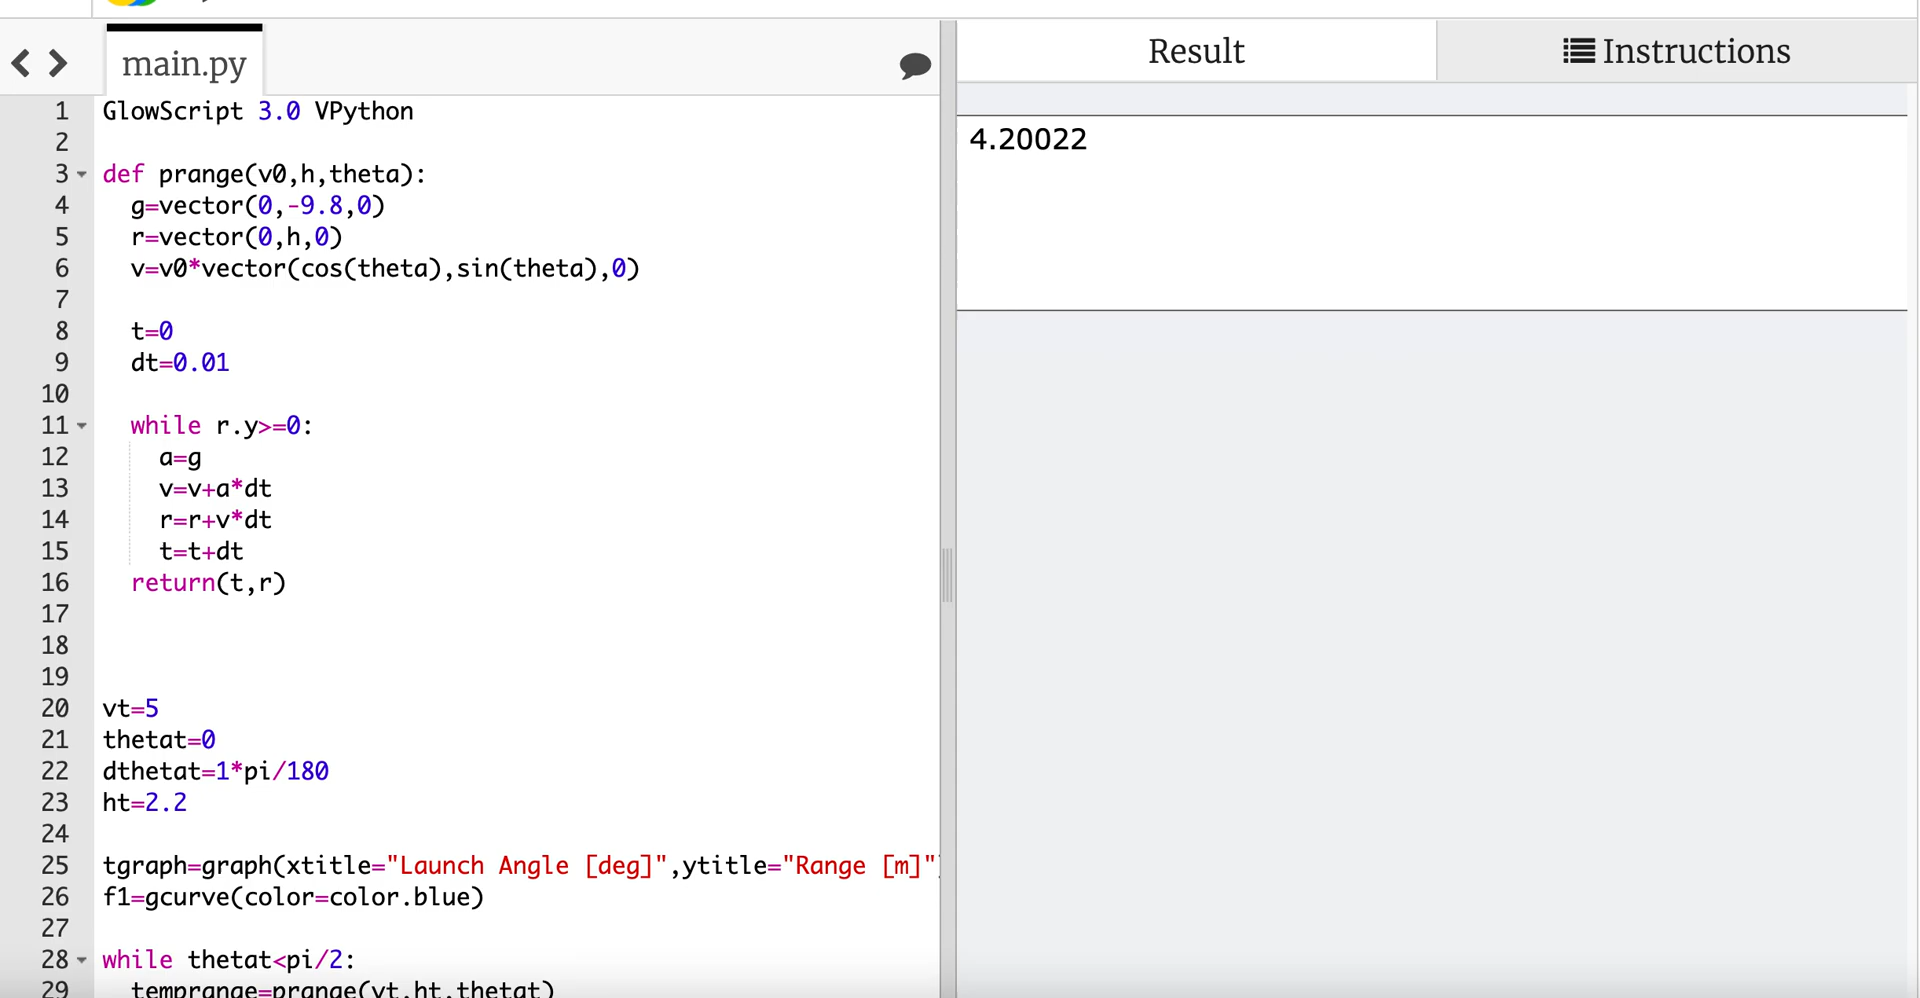 main.py
Result
Instructions
4.20022
1 GlowScript 3.0 VPython
2
3 def prange(v0,h,theta):
4 g=vector(0,-9.8,0)
5 r=vector(0,h,0)
6 v=v0*vector(cos(theta),sin(theta),0)
7
8 t=0
9 dt=0.01
10
11 while r.y>=0:
12 a=g
13 v=v+a*dt
14 r=r+v*dt
15 t=t+dt
16 return(t,r)
17
18
19
20 vt=5
21 thetat=0
22 dthetat=1*pi/180
23 ht=2.2
24
25 tgraph=graph(xtitle="Launch Angle [deg]",ytitle="Range [m]")
26 f1=gcurve(color=color.blue)
27
28 while thetat<pi/2:
29 temprange=prange(vt,ht,thetat)